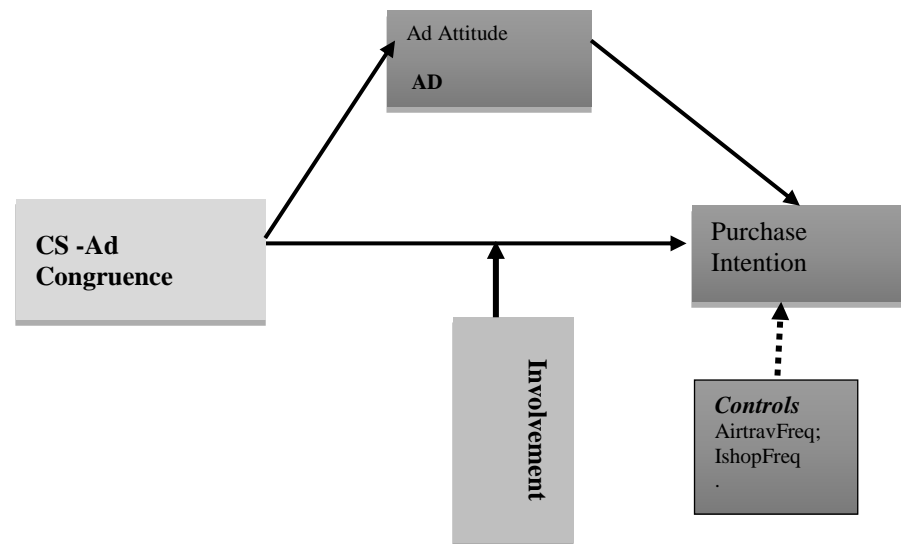 Ad Attitude
AD
CS -Ad
Congruence
Purchase
Intention
Involvement
Controls
AirtravFreq;
IshopFreq
.